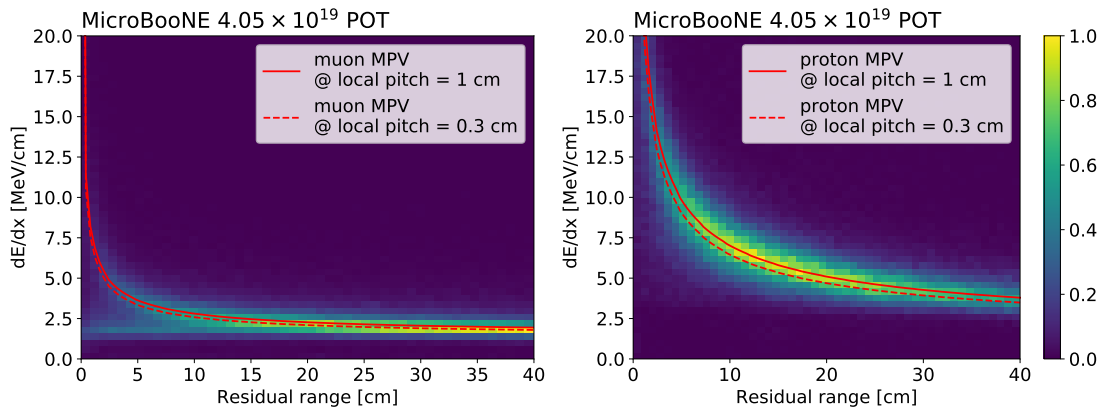 MicroBooNE 4.05 × 10¹⁹ POT
20.0
17.5
15.0
12.5
10.0
7.5
5.0
2.5
0.0
dE/dx [MeV/cm]
muon MPV
@ local pitch = 1 cm
muon MPV
@ local pitch = 0.3 cm
0 5 10 15 20 25 30 35 40
Residual range [cm]
MicroBooNE 4.05 × 10¹⁹ POT
20.0
17.5
15.0
12.5
10.0
7.5
5.0
2.5
0.0
dE/dx [MeV/cm]
proton MPV
@ local pitch = 1 cm
proton MPV
@ local pitch = 0.3 cm
0 10 20 30 40
Residual range [cm]
1.0
0.8
0.6
0.4
0.2
0.0